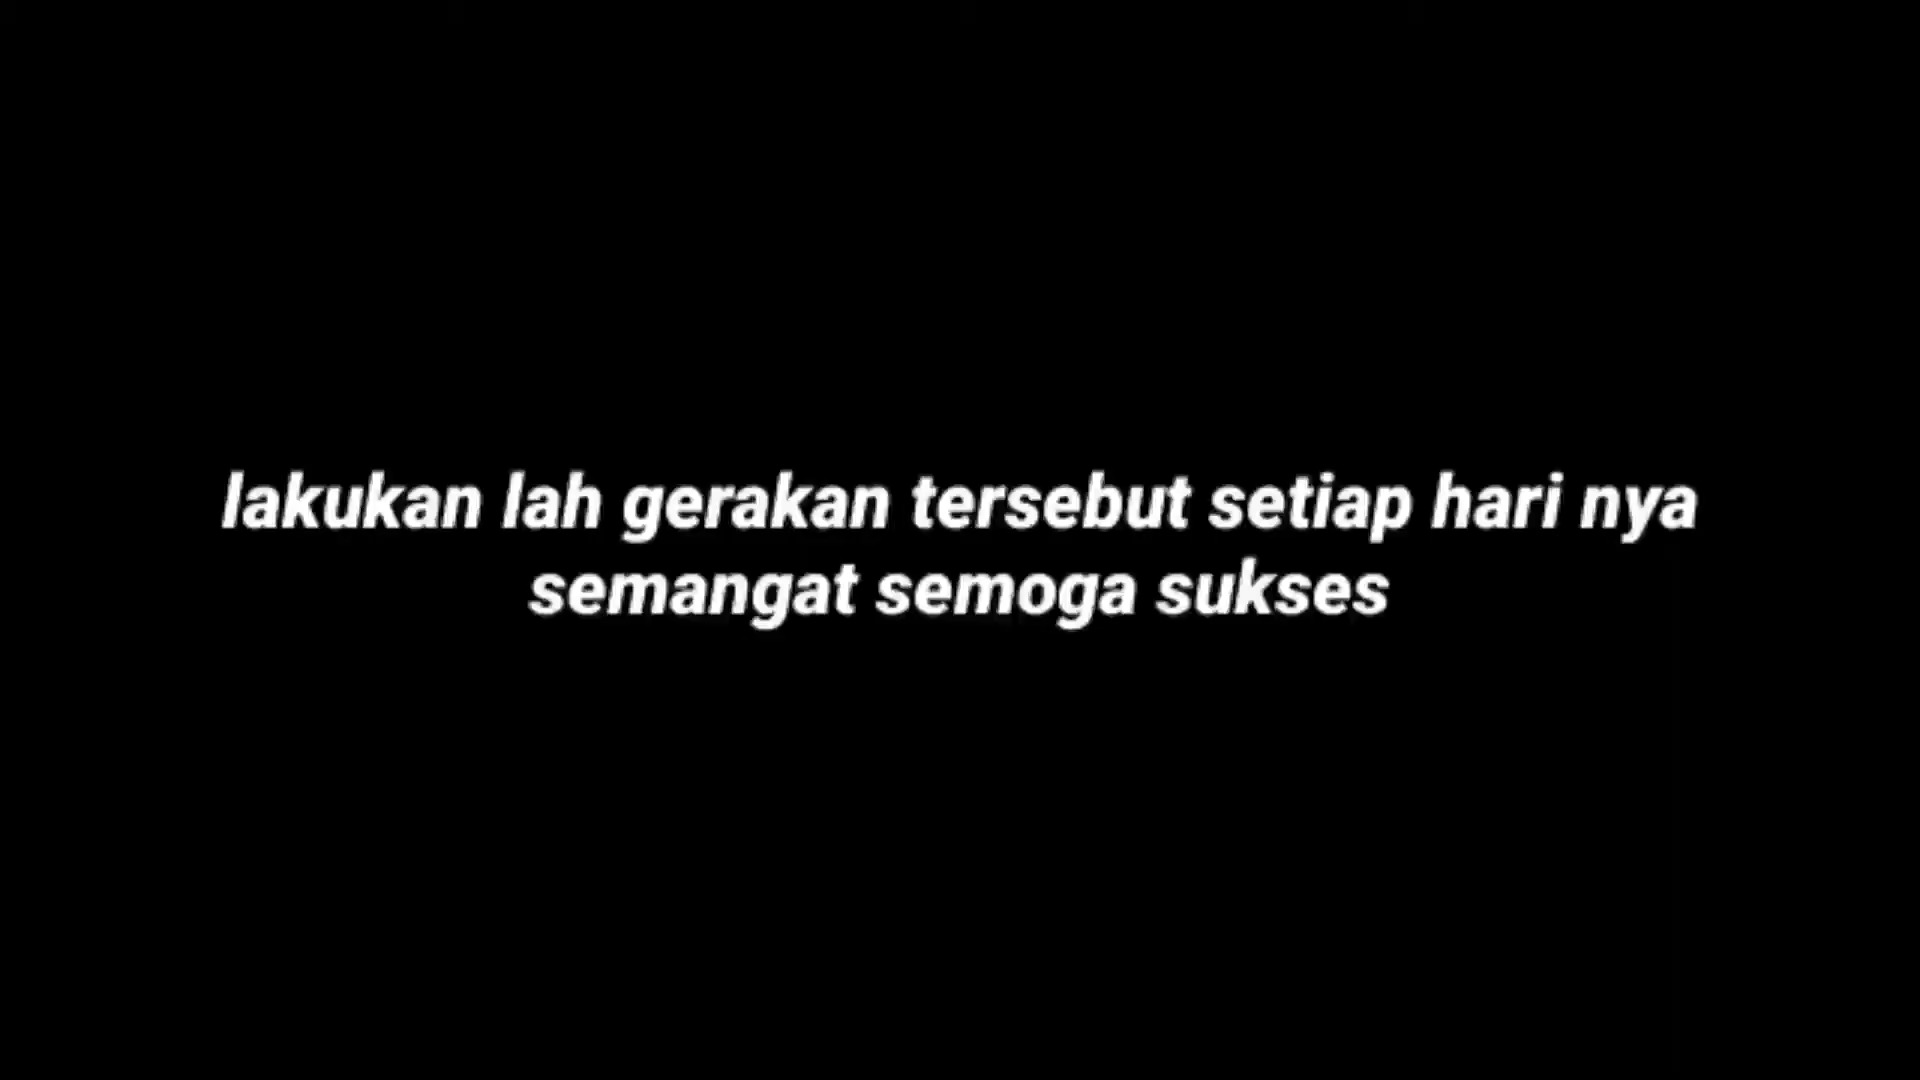 lakukan lah gerakan tersebut setiap hari nya
semangat semoga sukses